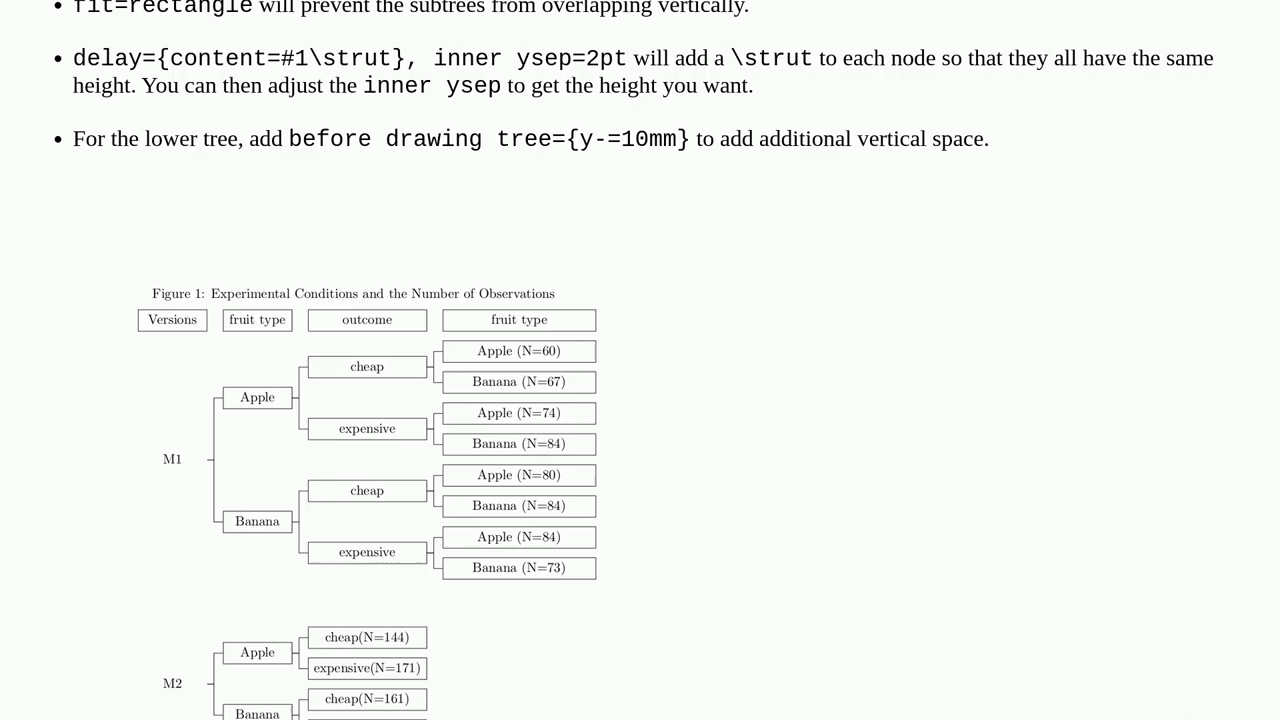 fit=rectangle will prevent the subtrees from overlapping vertically.
delay={content=#1\strut}, inner ysep=2pt will add a \strut to each node so that they all have the same
height. You can then adjust the inner ysep to get the height you want.
For the lower tree, add before drawing tree={y-=10mm} to add additional vertical space.
Figure 1: Experimental Conditions and the Number of Observations
Versions fruit type outcome fruit type
Apple (N=60)
cheap
Banana (N=67)
Apple
Apple (N=74)
expensive
Banana (N=84)
M1
Apple (N=80)
cheap
Banana (N=84)
Banana
Apple (N=84)
expensive
Banana (N=73)
cheap(N=144)
Apple
expensive(N=171)
M2
cheap(N=161)
Banana